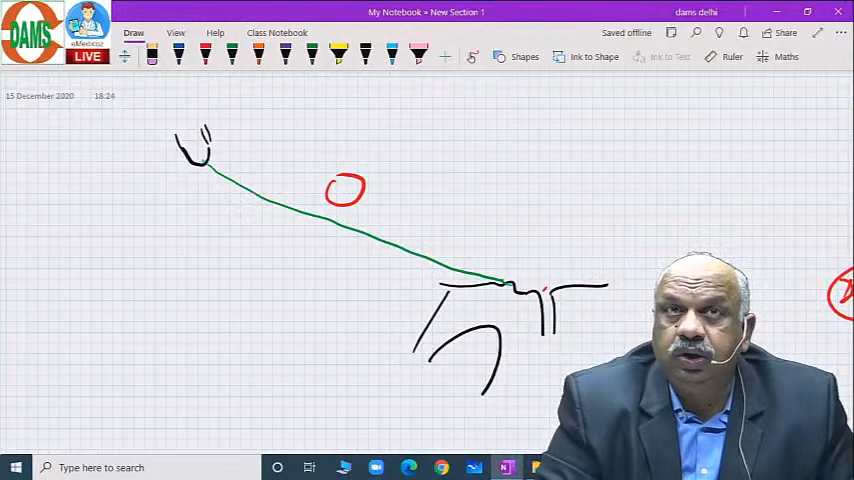 My Notebook – New Section 1
dams delhi
DAMS
eMedicoz
LIVE
Draw
View
Help
Class Notebook
Saved offline
Share
Shapes
Ink to Shape
Ink to Text
Ruler
Maths
15 December 2020
18:24
Type here to search